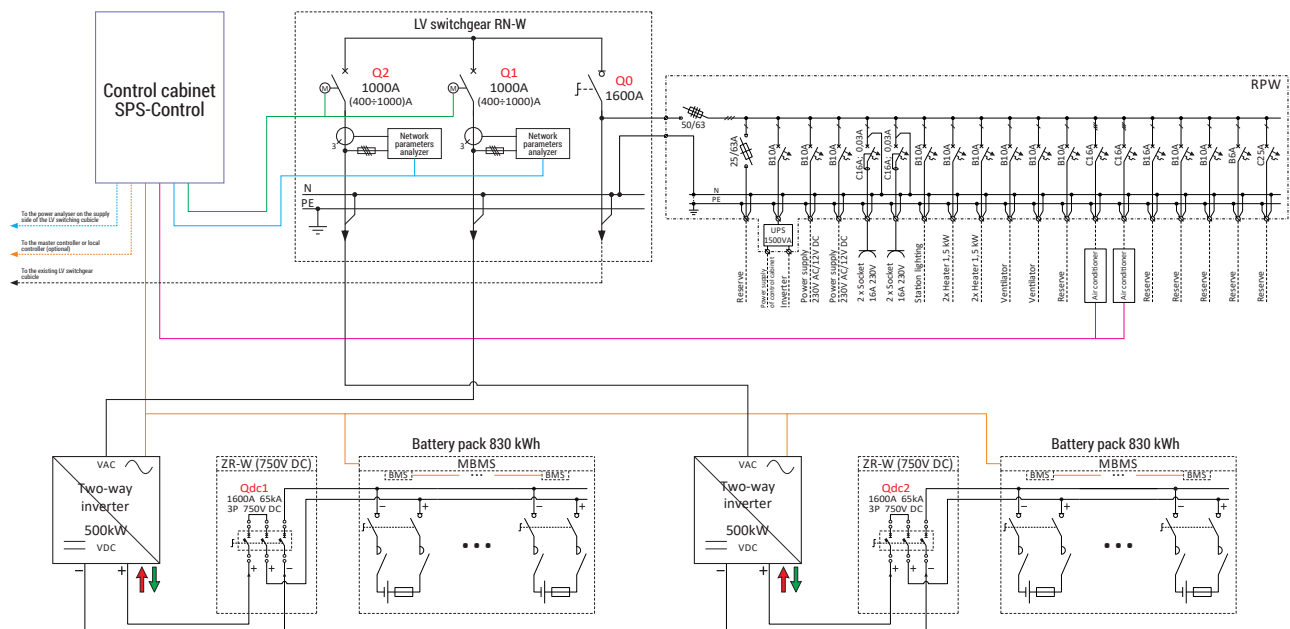 LV switchgear RN-W
Control cabinet
SPS-Control
Q2
1000A
(400÷1000)A
Q1
1000A
(400÷1000)A
Q0
1600A
M
M
3
3
Network
parameters
analyzer
Network
parameters
analyzer
N
PE
RPW
50/63
25/63A
B10A
B10A
B10A
C16A; 0,03A
C16A; 0,03A
B10A
B10A
B10A
B10A
B10A
B10A
C16A
C16A
B16A
B10A
B10A
B6A
C25A
N
PE
UPS
1500VA
Reserve
Power supply
of control cabinet
Inverter
Power supply
230V AC/12V DC
Power supply
230V AC/12V DC
2 x Socket
16A 230V
2 x Socket
16A 230V
Station lighting
2x Heater 1,5 kW
2x Heater 1,5 kW
Ventilator
Ventilator
Reserve
Air conditioner
Air conditioner
Reserve
Reserve
Reserve
Reserve
Reserve
To the power analyser on the supply
side of the LV switching cubicle
To the master controller or local
controller (optional)
To the existing LV switchgear
cubicle
VAC
Two-way
inverter
500kW
VDC
− +
ZR-W (750V DC)
Qdc1
1600A 65kA
3P 750V DC
+ + −
Battery pack 830 kWh
MBMS
BMS ••• BMS
− + − +
•••
VAC
Two-way
inverter
500kW
VDC
− +
ZR-W (750V DC)
Qdc2
1600A 65kA
3P 750V DC
+ + −
Battery pack 830 kWh
MBMS
BMS ••• BMS
− + − +
•••